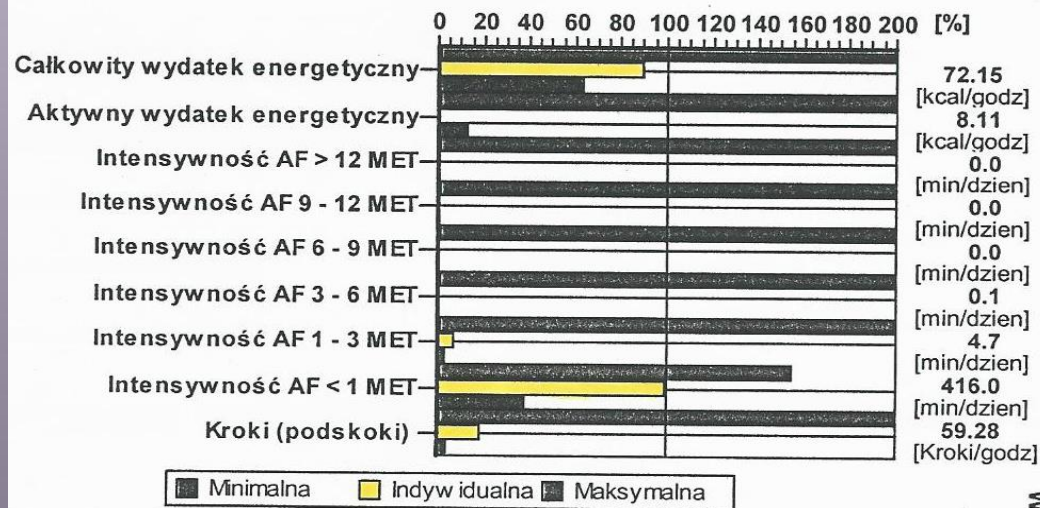 0 20 40 60 80 100 120 140 160 180 200 [%]
Całkowity wydatek energetyczny 72.15
[kcal/godz]
Aktywny wydatek energetyczny 8.11
[kcal/godz]
Intensywność AF > 12 MET 0.0
[min/dzien]
Intensywność AF 9 - 12 MET 0.0
[min/dzien]
Intensywność AF 6 - 9 MET 0.0
[min/dzien]
Intensywność AF 3 - 6 MET 0.1
[min/dzien]
Intensywność AF 1 - 3 MET 4.7
[min/dzien]
Intensywność AF < 1 MET 416.0
[min/dzien]
Kroki (podskoki) 59.28
[Kroki/godz]
Minimalna Indyw idualna Maksymalna
M